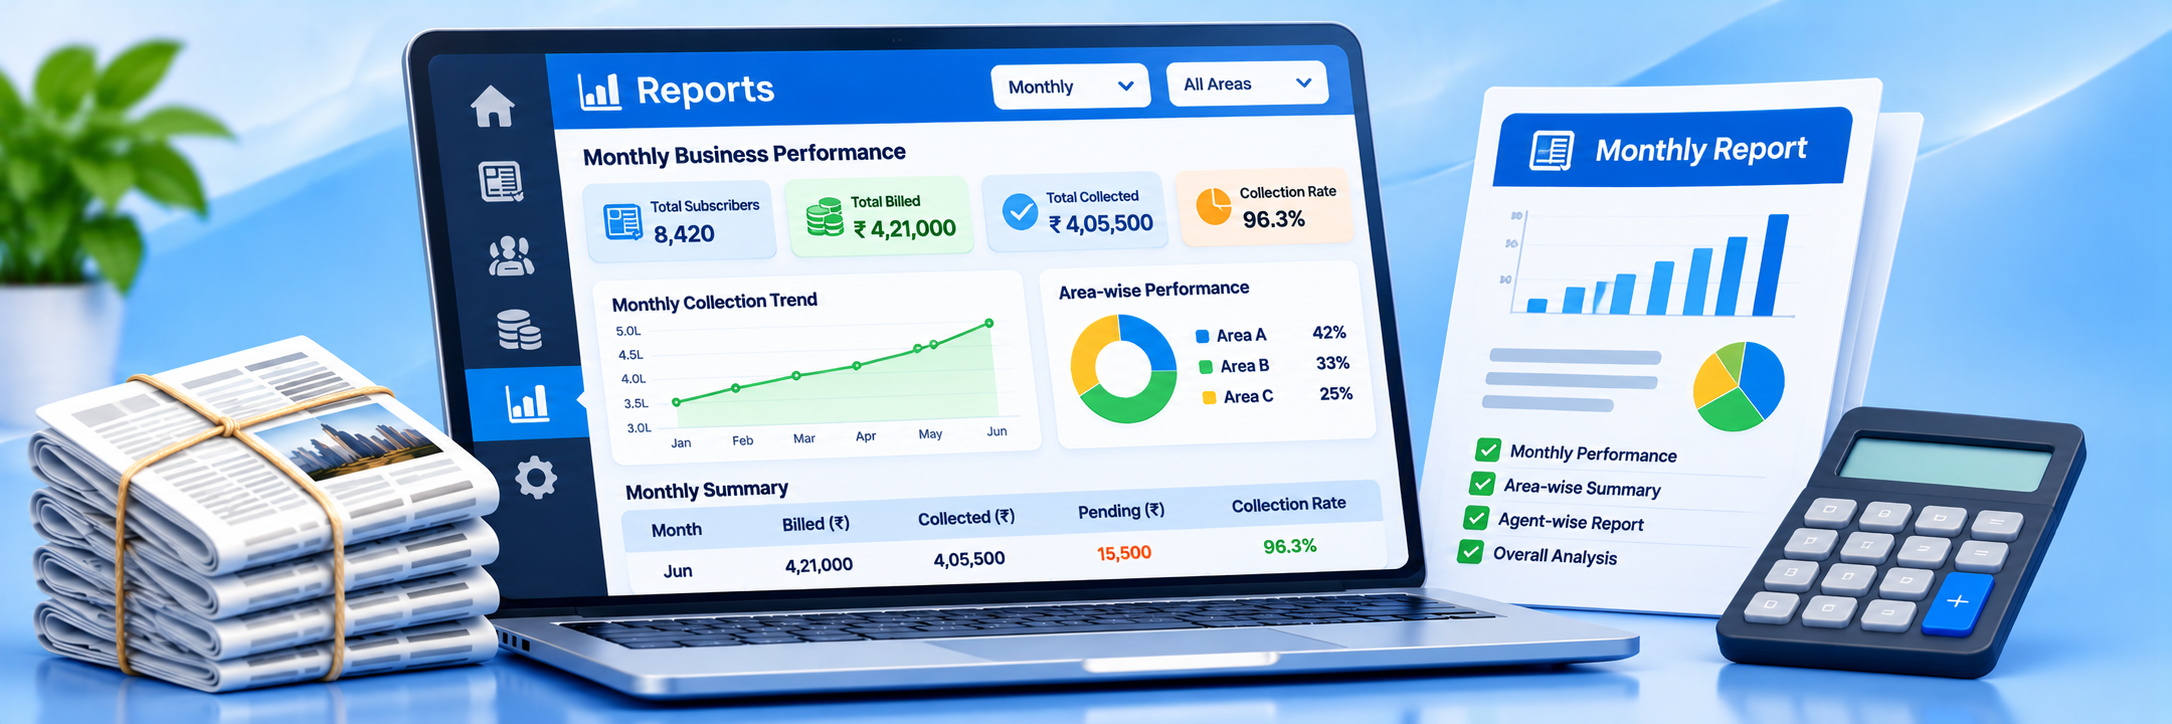 Reports
Monthly
All Areas
Monthly Business Performance
Total Subscribers
8,420
Total Billed
₹ 4,21,000
Total Collected
₹ 4,05,500
Collection Rate
96.3%
Monthly Collection Trend
5.0L
4.5L
4.0L
3.5L
3.0L
Jan Feb Mar Apr May Jun
Area-wise Performance
Area A 42%
Area B 33%
Area C 25%
Monthly Summary
Month Billed (₹) Collected (₹) Pending (₹) Collection Rate
Jun 4,21,000 4,05,500 15,500 96.3%
Monthly Report
Monthly Performance
Area-wise Summary
Agent-wise Report
Overall Analysis